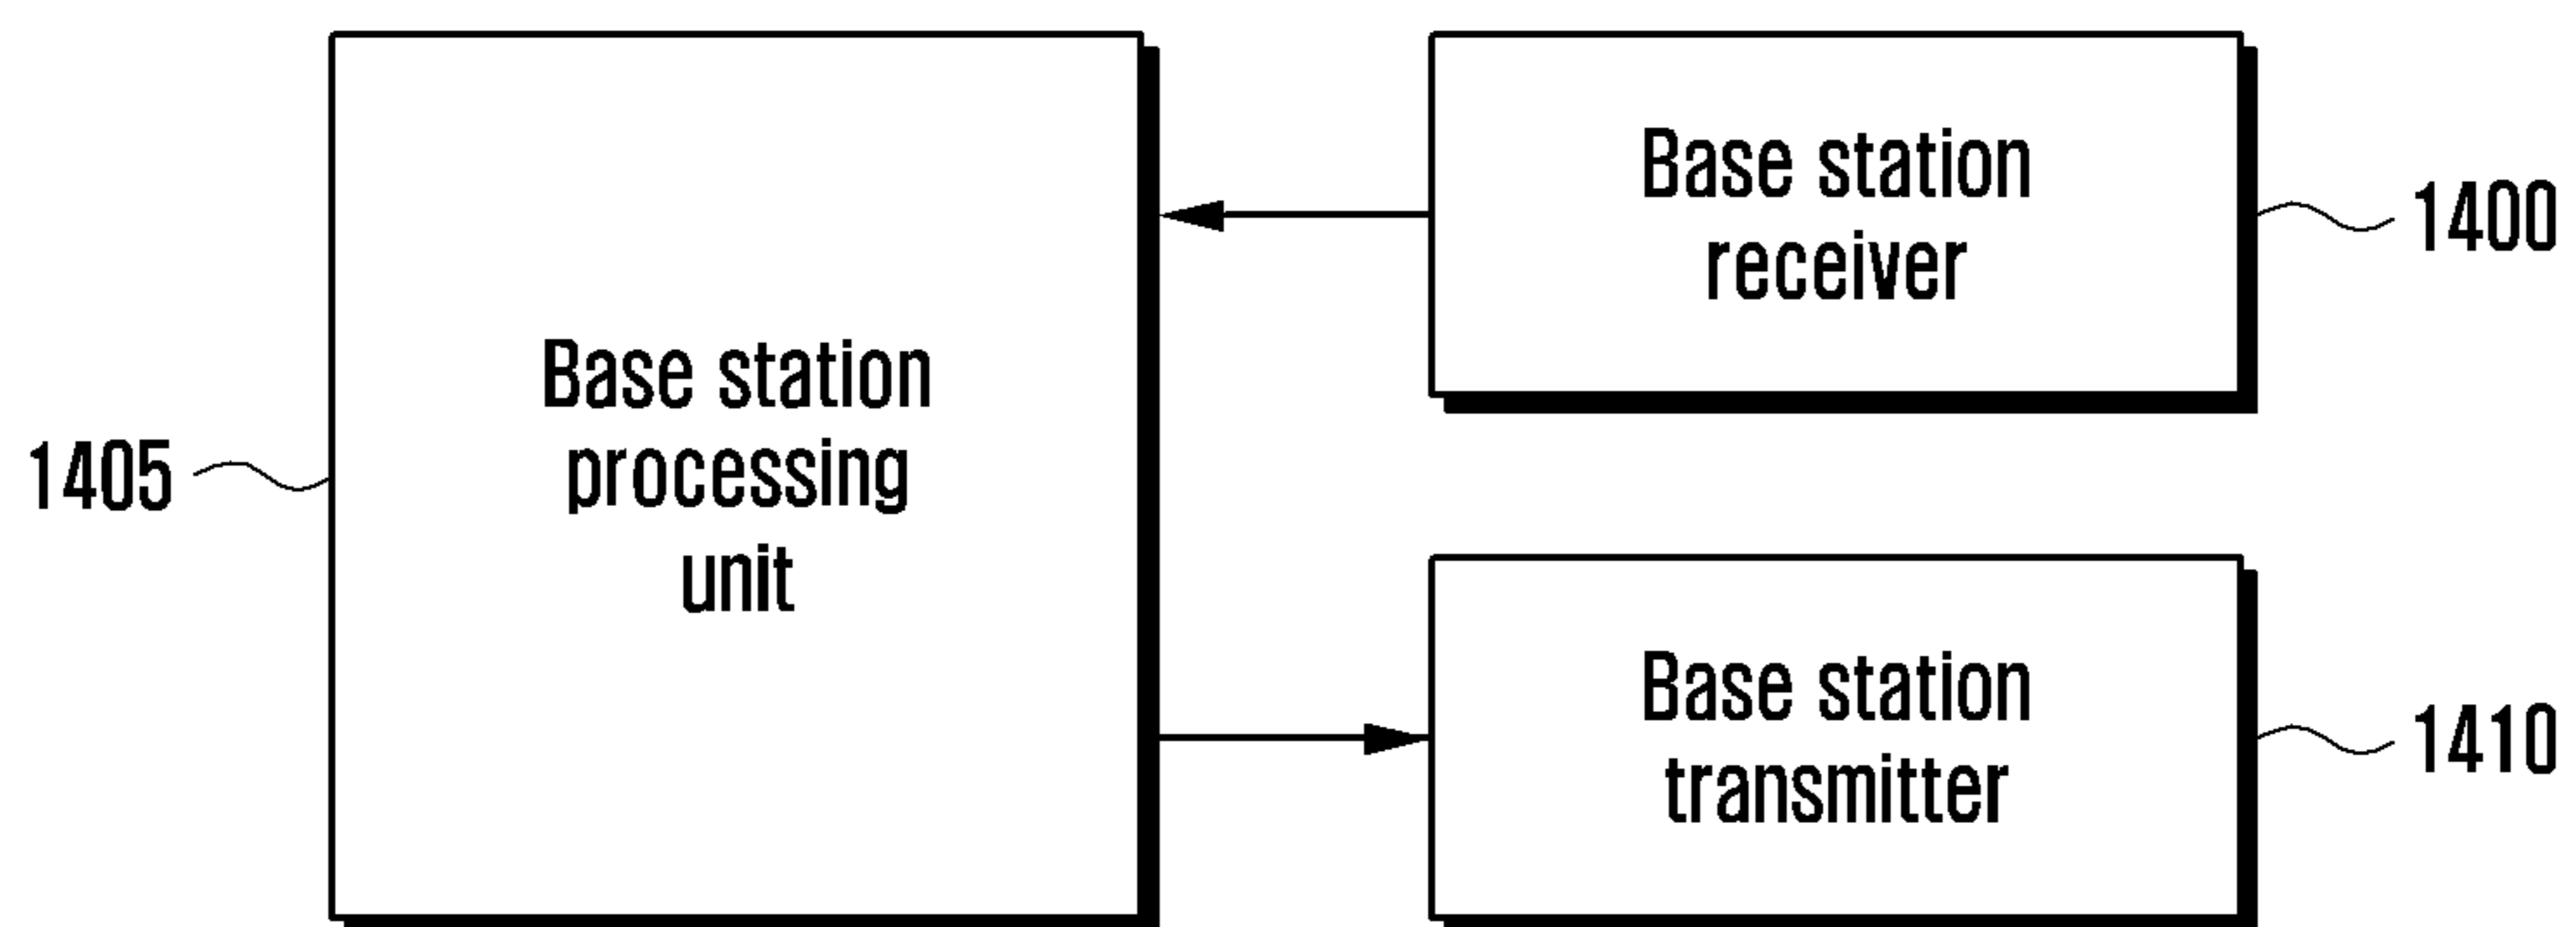 Base station
receiver
1400
Base station
processing
unit
1405
Base station
transmitter
1410